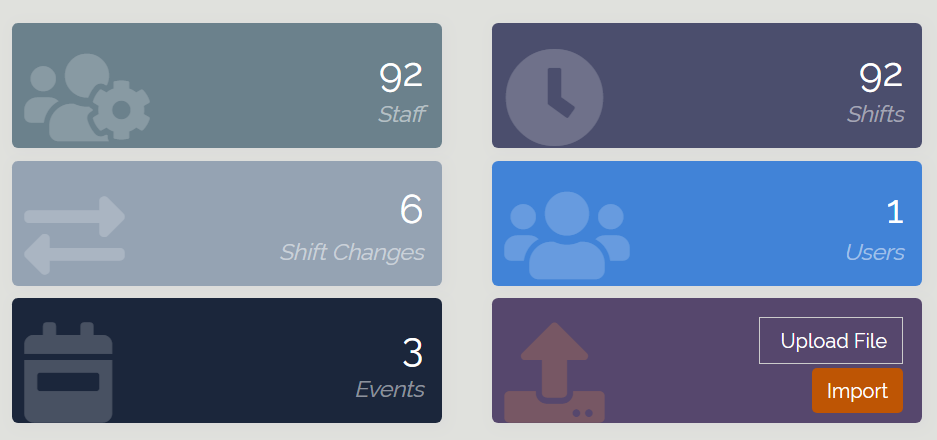 92
Staff
92
Shifts
6
Shift Changes
1
Users
3
Events
Upload File
Import